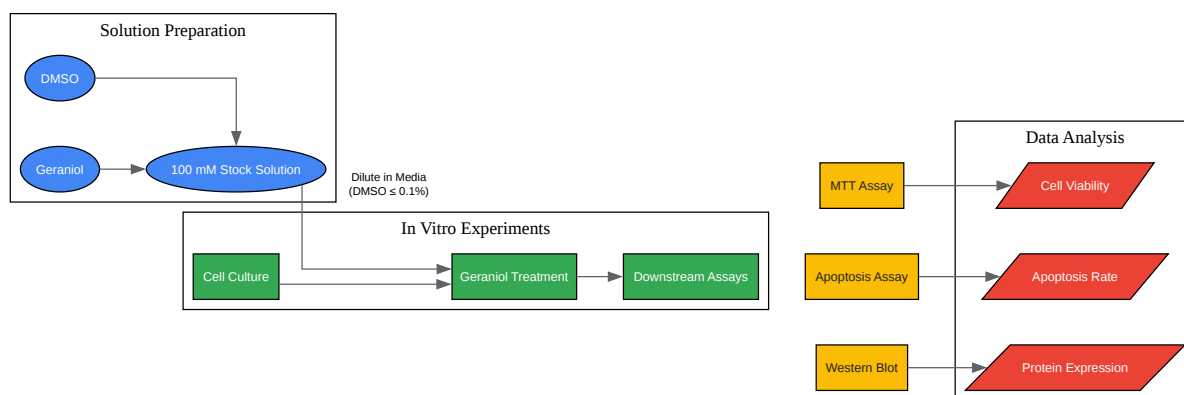 Solution Preparation
DMSO
Geraniol
100 mM Stock Solution
Dilute in Media
(DMSO ≤ 0.1%)
In Vitro Experiments
Cell Culture
Geraniol Treatment
Downstream Assays
Data Analysis
MTT Assay
Cell Viability
Apoptosis Assay
Apoptosis Rate
Western Blot
Protein Expression